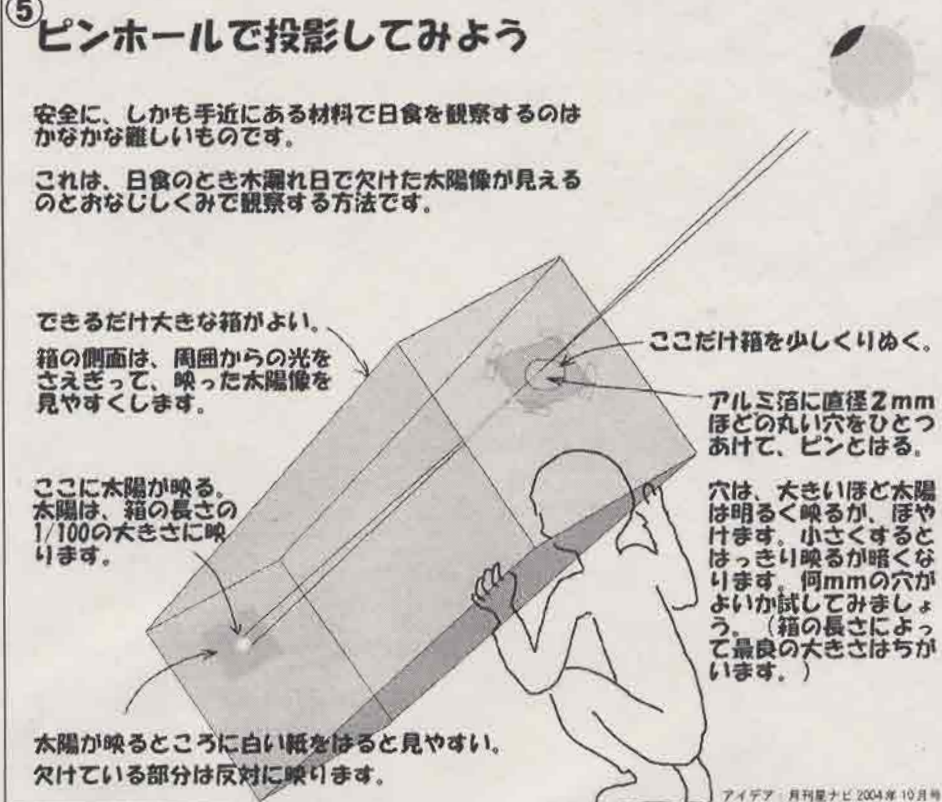 ⑤
ピンホールで投影してみよう
安全に、しかも手近にある材料で日食を観察するのは
かなかな難しいものです。
これは、日食のとき木漏れ日で欠けた太陽像が見える
のとおなじしくみで観察する方法です。
できるだけ大きな箱がよい。
箱の側面は、周囲からの光を
さえぎって、映った太陽像を
見やすくします。
ここに太陽が映る。
太陽は、箱の長さの
1/100の大きさに映
ります。
ここだけ箱を少しくりぬく。
アルミ箔に直径2mm
ほどの丸い穴をひとつ
あけて、ピンとはる。
穴は、大きいほど太陽
は明るく映るが、ぼや
けます。小さくすると
はっきり映るが暗くな
ります。何mmの穴が
よいか試してみましょ
う。（箱の長さによっ
て最良の大きさはちが
います。）
太陽が映るところに白い紙をはると見やすい。
欠けている部分は反対に映ります。
アイデア：月刊星ナビ 2004年10月号